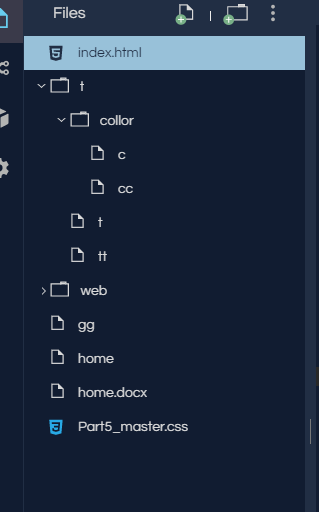 Files
index.html
t
collor
c
cc
t
tt
web
gg
home
home.docx
Part5_master.css